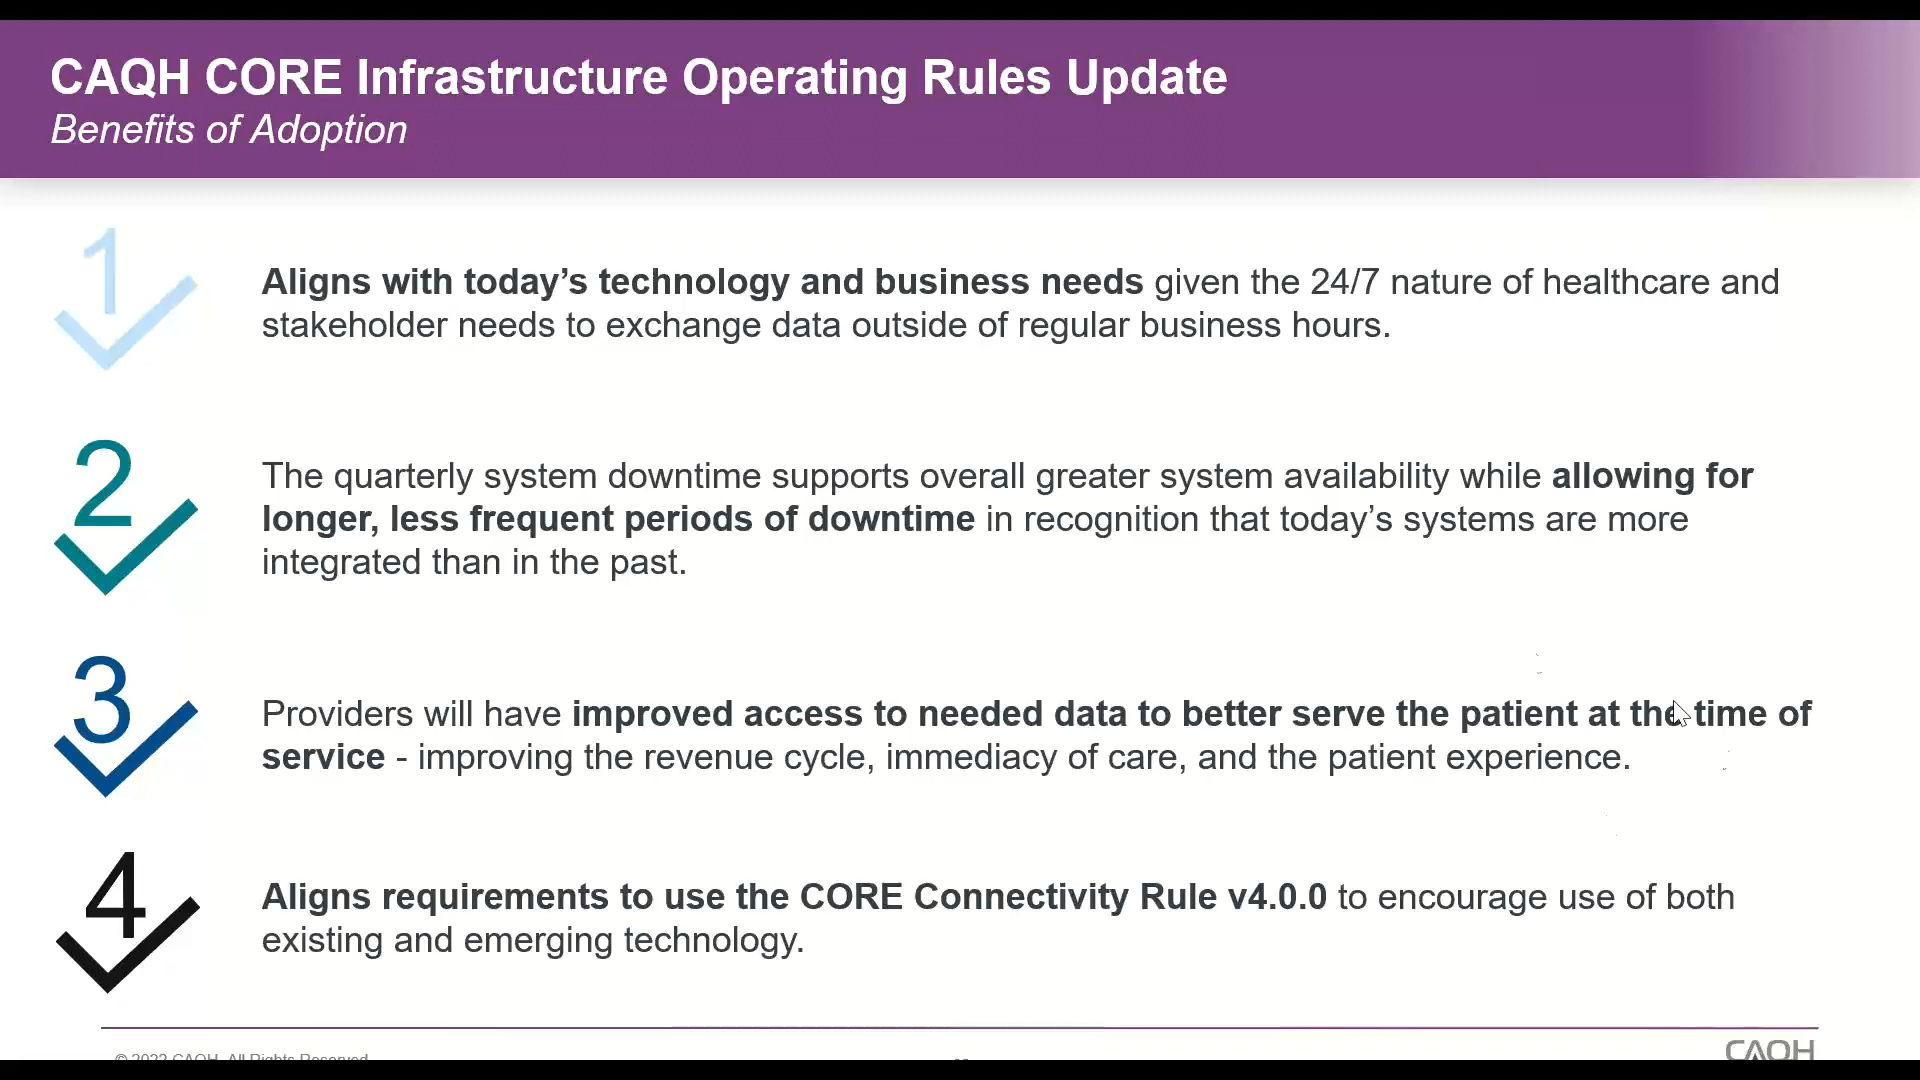 CAQH CORE Infrastructure Operating Rules Update
Benefits of Adoption
1
Aligns with today’s technology and business needs given the 24/7 nature of healthcare and
stakeholder needs to exchange data outside of regular business hours.
2
The quarterly system downtime supports overall greater system availability while allowing for
longer, less frequent periods of downtime in recognition that today’s systems are more
integrated than in the past.
3
Providers will have improved access to needed data to better serve the patient at the time of
service - improving the revenue cycle, immediacy of care, and the patient experience.
4
Aligns requirements to use the CORE Connectivity Rule v4.0.0 to encourage use of both
existing and emerging technology.
© 2022 CAQH, All Rights Reserved.
CAQH